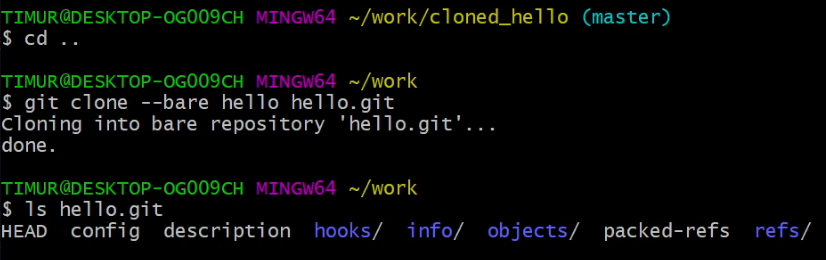 TIMUR@DESKTOP-OG009CH MINGW64 ~/work/cloned_hello (master)
$ cd ..
TIMUR@DESKTOP-OG009CH MINGW64 ~/work
$ git clone --bare hello hello.git
Cloning into bare repository 'hello.git'...
done.
TIMUR@DESKTOP-OG009CH MINGW64 ~/work
$ ls hello.git
HEAD config description hooks/ info/ objects/ packed-refs refs/